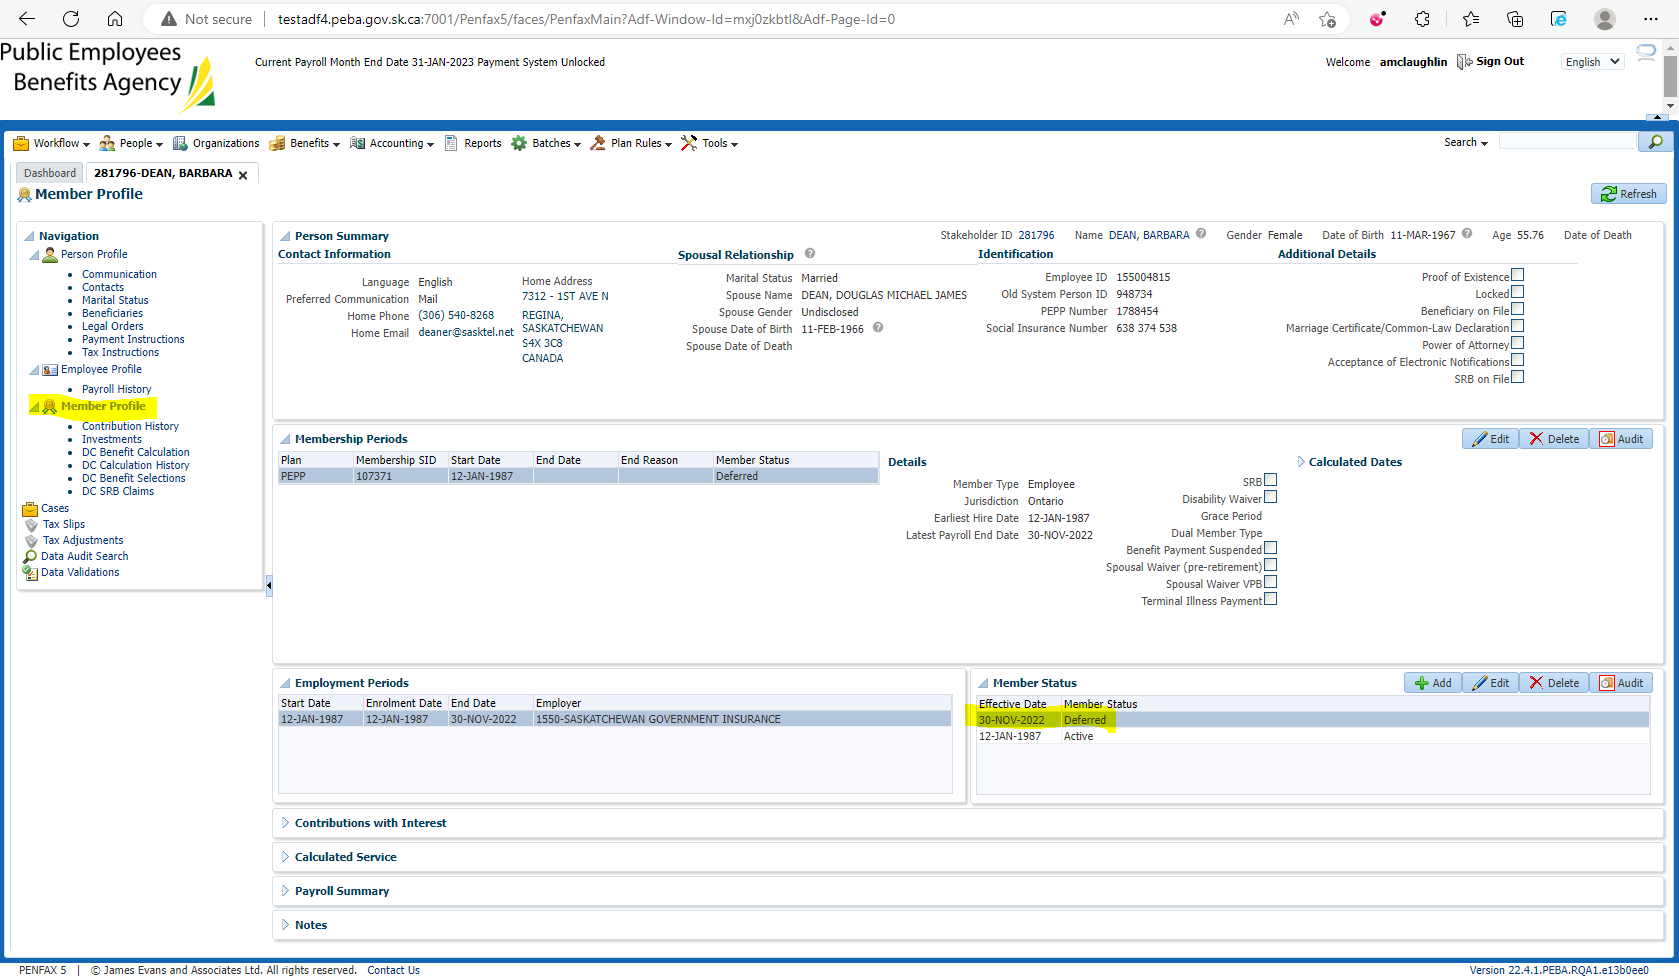 Not secure | testadf4.peba.gov.sk.ca:7001/Penfax5/faces/PenfaxMain?Adf-Window-Id=mxj0zkbtl&Adf-Page-Id=0
Public Employees
Benefits Agency
Current Payroll Month End Date 31-JAN-2023 Payment System Unlocked
Welcome amclaughlin Sign Out English
Workflow People Organizations Benefits Accounting Reports Batches Plan Rules Tools Search
Dashboard 281796-DEAN, BARBARA
Member Profile
Refresh
Navigation
Person Profile
Communication
Contacts
Marital Status
Beneficiaries
Legal Orders
Payment Instructions
Tax Instructions
Employee Profile
Payroll History
Member Profile
Contribution History
Investments
DC Benefit Calculation
DC Calculation History
DC Benefit Selections
DC SRB Claims
Cases
Tax Slips
Tax Adjustments
Data Audit Search
Data Validations
Person Summary
Stakeholder ID 281796 Name DEAN, BARBARA Gender Female Date of Birth 11-MAR-1967 Age 55.76 Date of Death
Contact Information
Language English
Preferred Communication Mail
Home Phone (306) 540-8268
Home Email deaner@sasktel.net
Home Address
7312 - 1ST AVE N
REGINA,
SASKATCHEWAN
S4X 3C8
CANADA
Spousal Relationship
Marital Status Married
Spouse Name DEAN, DOUGLAS MICHAEL JAMES
Spouse Gender Undisclosed
Spouse Date of Birth 11-FEB-1966
Spouse Date of Death
Identification
Employee ID 155004815
Old System Person ID 948734
PEPP Number 1788454
Social Insurance Number 638 374 538
Additional Details
Proof of Existence
Locked
Beneficiary on File
Marriage Certificate/Common-Law Declaration
Power of Attorney
Acceptance of Electronic Notifications
SRB on File
Membership Periods
Edit Delete Audit
Plan Membership SID Start Date End Date End Reason Member Status
PEPP 107371 12-JAN-1987 Deferred
Details
Member Type Employee
Jurisdiction Ontario
Earliest Hire Date 12-JAN-1987
Latest Payroll End Date 30-NOV-2022
SRB
Disability Waiver
Grace Period
Dual Member Type
Benefit Payment Suspended
Spousal Waiver (pre-retirement)
Spousal Waiver VPB
Terminal Illness Payment
Calculated Dates
Employment Periods
Start Date Enrolment Date End Date Employer
12-JAN-1987 12-JAN-1987 30-NOV-2022 1550-SASKATCHEWAN GOVERNMENT INSURANCE
Member Status
Add Edit Delete Audit
Effective Date Member Status
30-NOV-2022 Deferred
12-JAN-1987 Active
Contributions with Interest
Calculated Service
Payroll Summary
Notes
PENFAX 5 | © James Evans and Associates Ltd. All rights reserved. Contact Us
Version 22.4.1.PEBA.RQA1.e13b0ee0